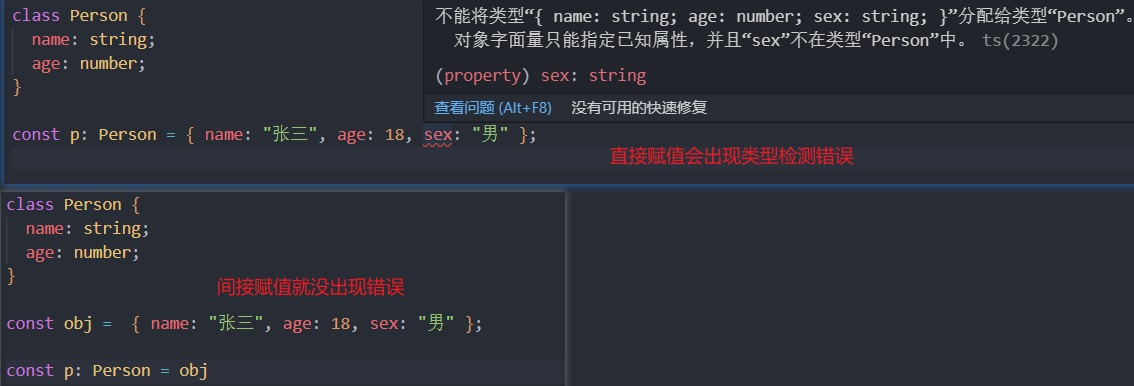 class Person {
name: string;
age: number;
}
不能将类型“{ name: string; age: number; sex: string; }”分配给类型“Person”。
对象字面量只能指定已知属性，并且“sex”不在类型“Person”中。 ts(2322)
(property) sex: string
查看问题 (Alt+F8) 没有可用的快速修复
const p: Person = { name: "张三", age: 18, sex: "男" };
直接赋值会出现类型检测错误
class Person {
name: string;
age: number;
}
间接赋值就没出现错误
const obj = { name: "张三", age: 18, sex: "男" };
const p: Person = obj